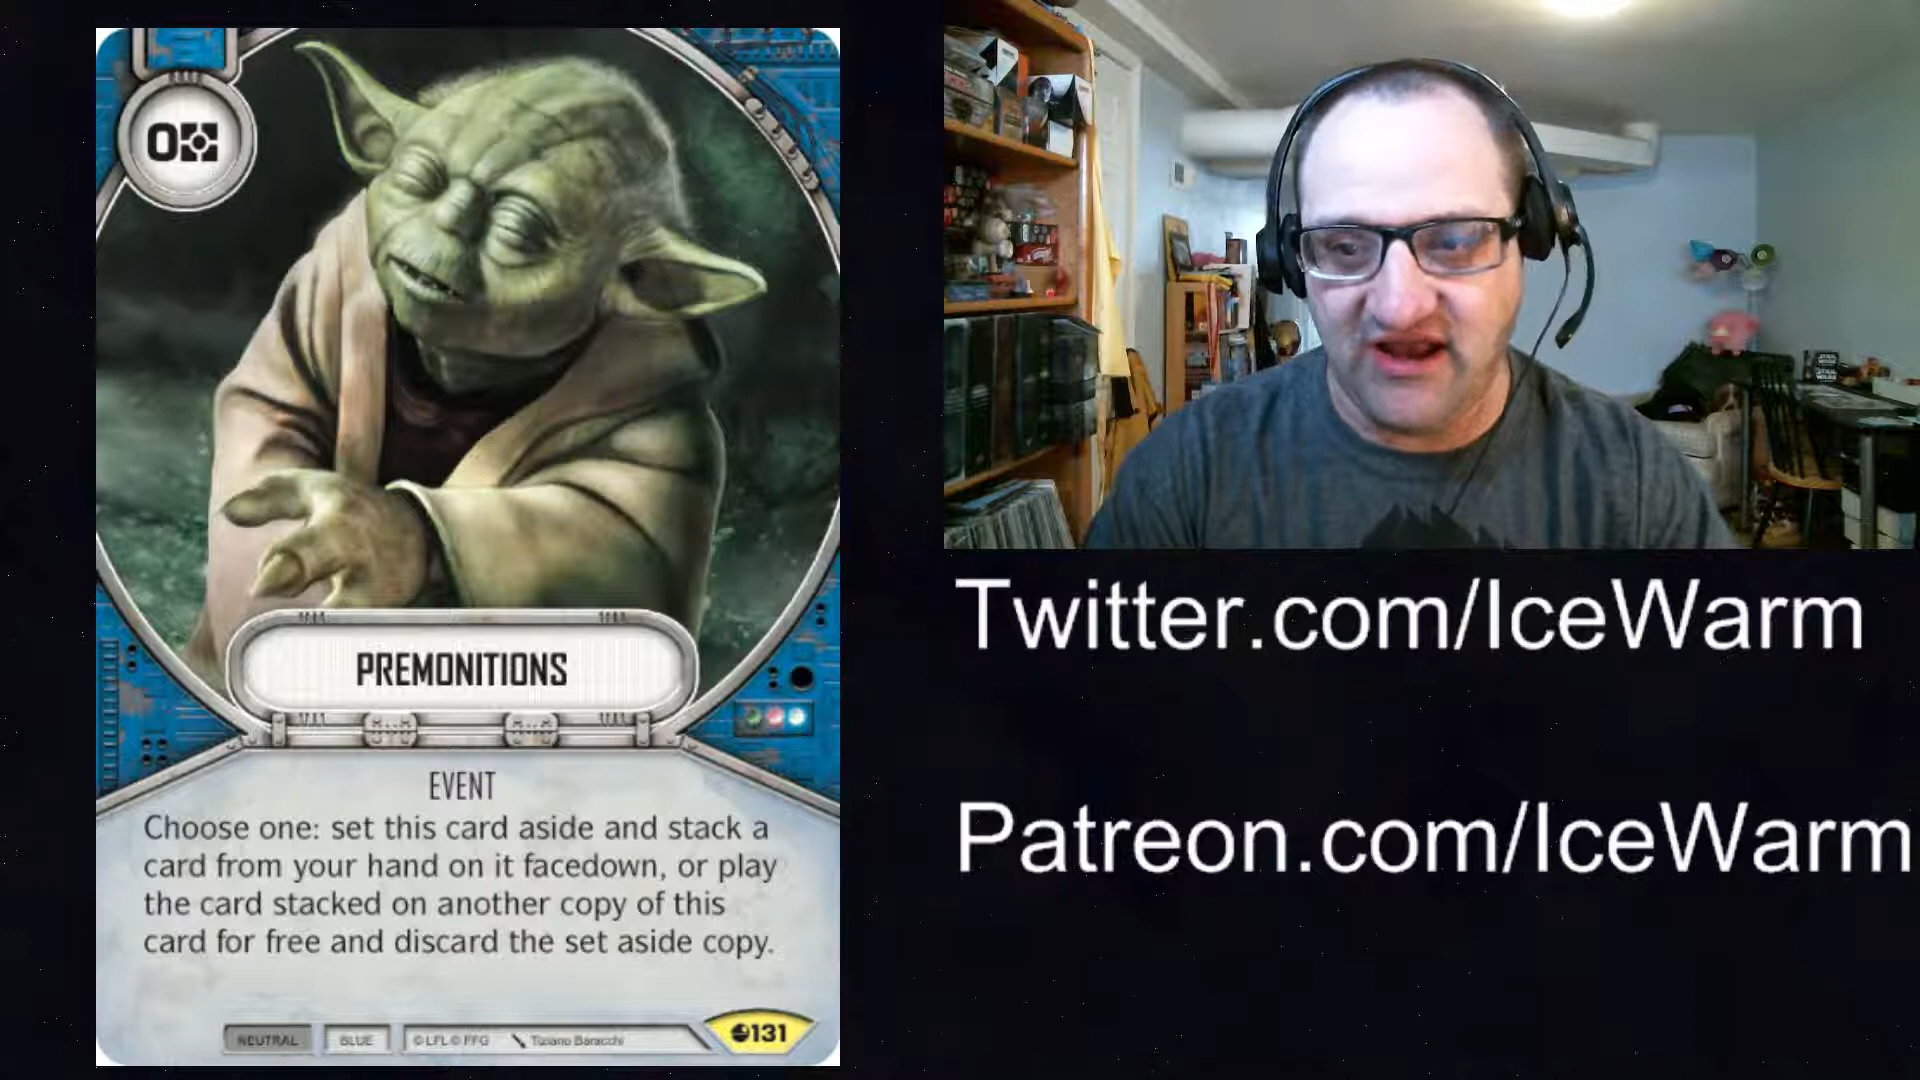 0
PREMONITIONS
EVENT
Choose one: set this card aside and stack a
card from your hand on it facedown, or play
the card stacked on another copy of this
card for free and discard the set aside copy.
NEUTRAL
BLUE
© LFL © FFG
Tiziano Baracchi
131
Twitter.com/IceWarm
Patreon.com/IceWarm